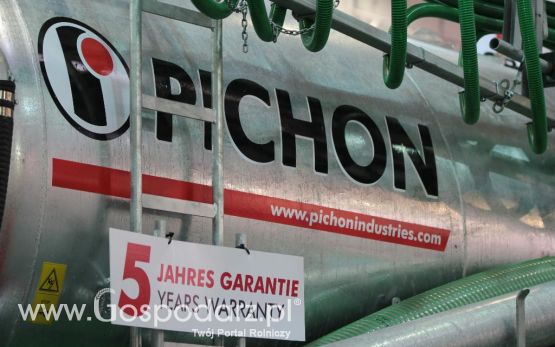 PICHON
www.pichonindustries.com
5 JAHRES GARANTIE
YEARS WARRANTY
www.Gospodarz.pl
Twój Portal Rolniczy